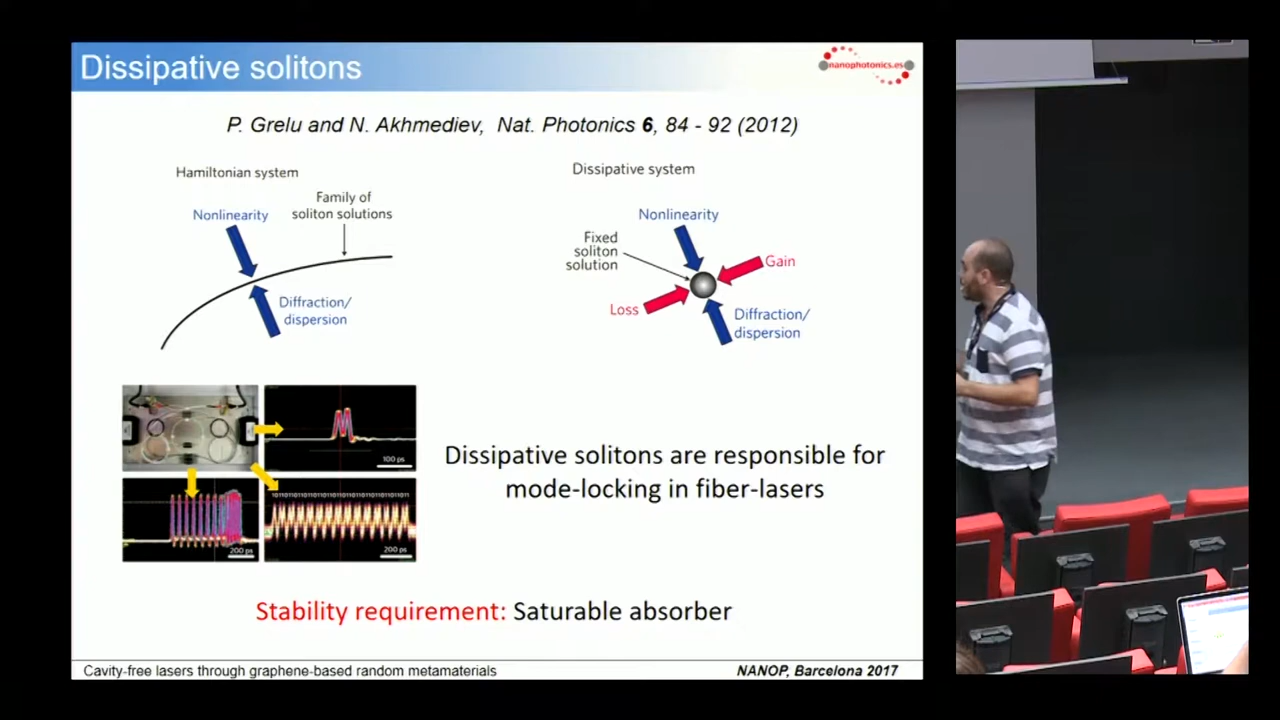 Dissipative solitons
nanophotonics.es
P. Grelu and N. Akhmediev, Nat. Photonics 6, 84 - 92 (2012)
Hamiltonian system
Family of
soliton solutions
Nonlinearity
Diffraction/
dispersion
Dissipative system
Nonlinearity
Fixed
soliton
solution
Gain
Loss
Diffraction/
dispersion
100 ps
200 ps
200 ps
Dissipative solitons are responsible for
mode-locking in fiber-lasers
Stability requirement: Saturable absorber
Cavity-free lasers through graphene-based random metamaterials
NANOP, Barcelona 2017